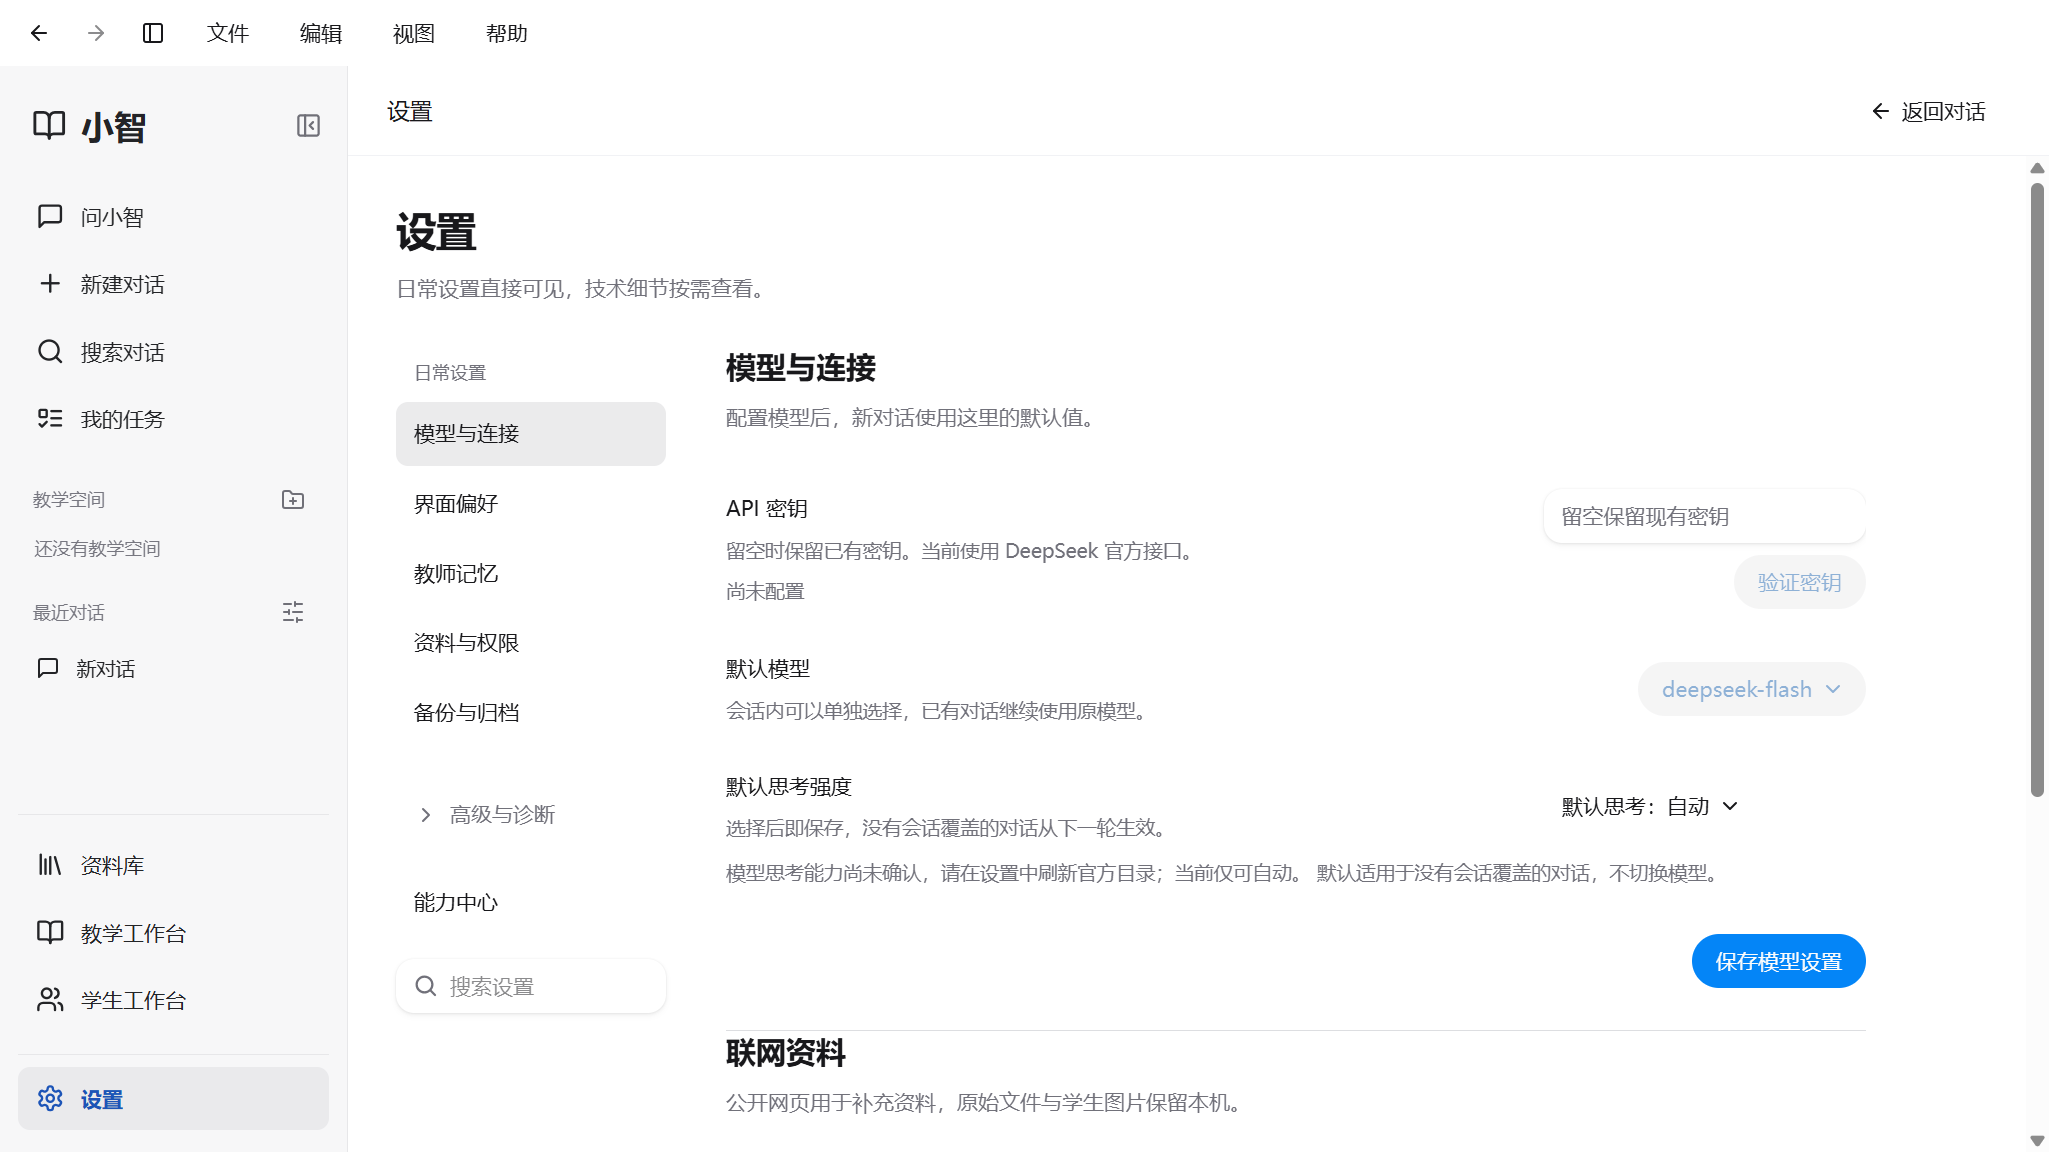 文件 编辑 视图 帮助
小智
问小智
新建对话
搜索对话
我的任务
教学空间
还没有教学空间
最近对话
新对话
资料库
教学工作台
学生工作台
设置
设置
返回对话
设置
日常设置直接可见，技术细节按需查看。
日常设置
模型与连接
界面偏好
教师记忆
资料与权限
备份与归档
高级与诊断
能力中心
搜索设置
模型与连接
配置模型后，新对话使用这里的默认值。
API 密钥
留空时保留已有密钥。当前使用 DeepSeek 官方接口。
尚未配置
留空保留现有密钥
验证密钥
默认模型
会话内可以单独选择，已有对话继续使用原模型。
deepseek-flash
默认思考强度
选择后即保存，没有会话覆盖的对话从下一轮生效。
默认思考：自动
模型思考能力尚未确认，请在设置中刷新官方目录；当前仅可自动。 默认适用于没有会话覆盖的对话，不切换模型。
保存模型设置
联网资料
公开网页用于补充资料，原始文件与学生图片保留本机。